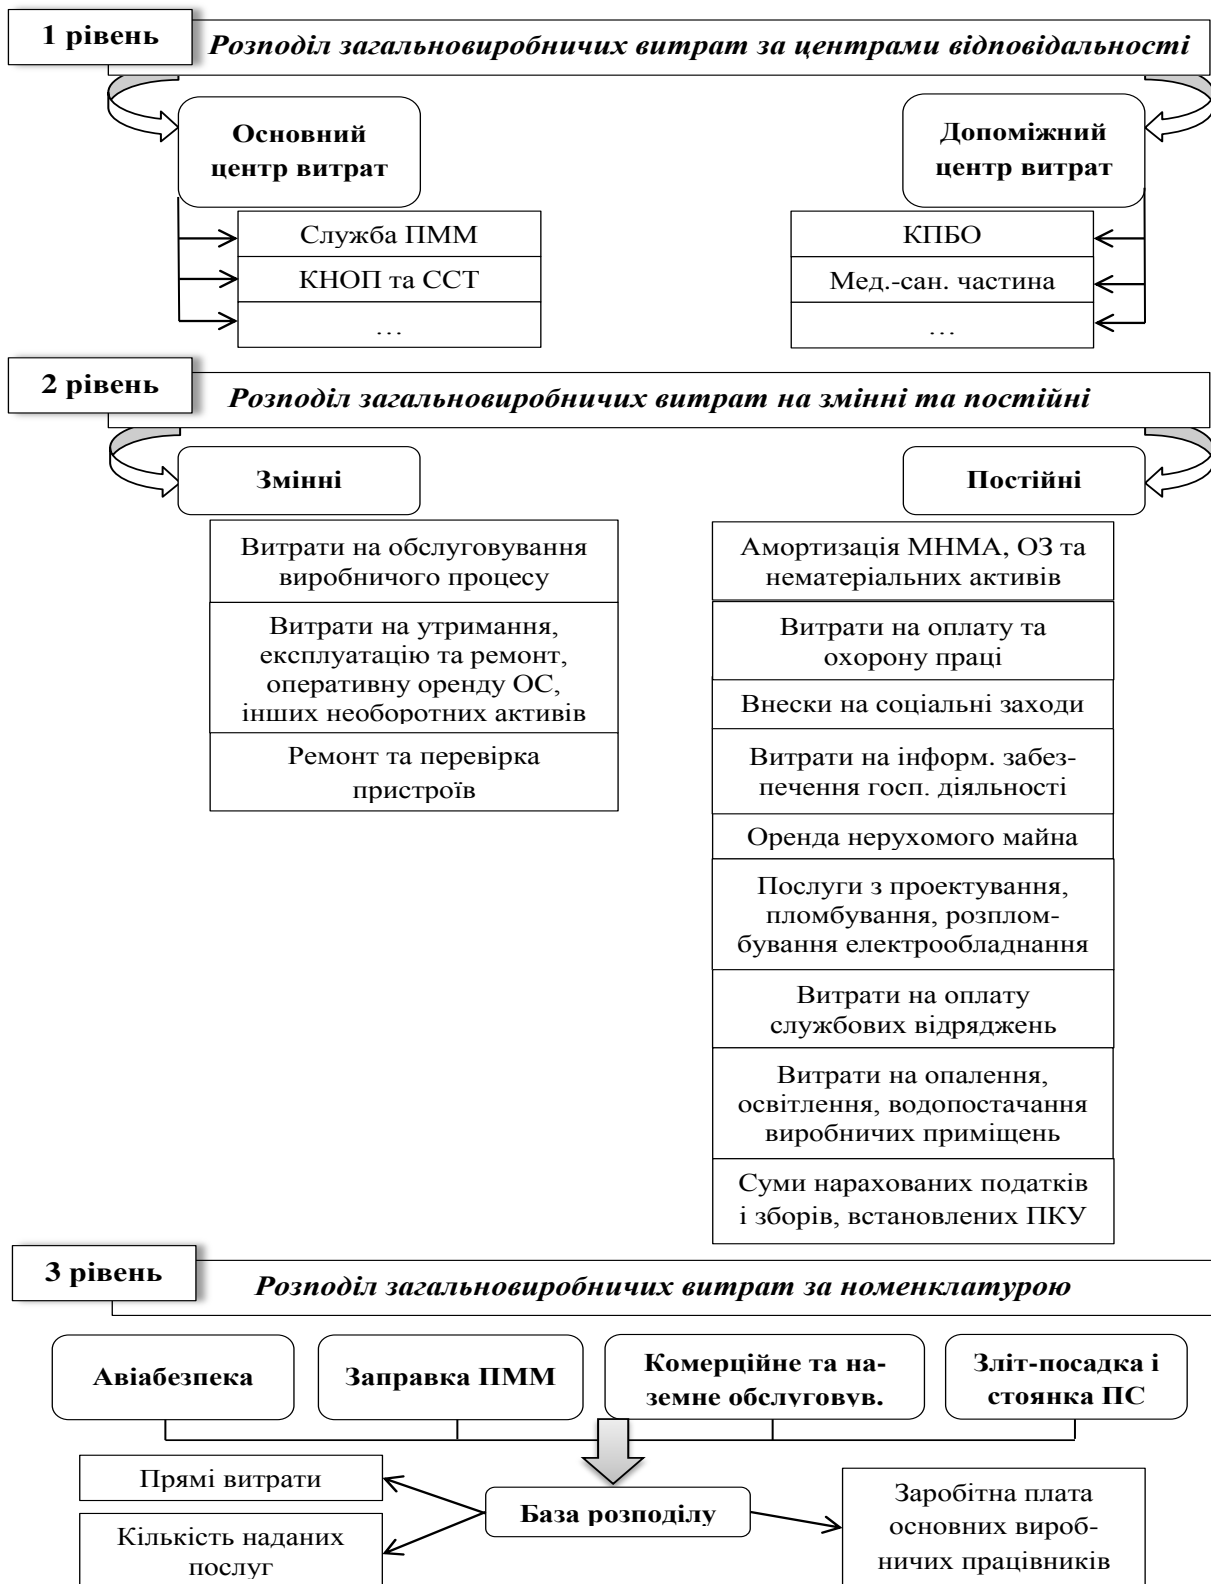 1 рівень
Розподіл загальновиробничих витрат за центрами відповідальності
Основний
центр витрат
Служба ПММ
КНОП та ССТ
…
Допоміжний
центр витрат
КПБО
Мед.-сан. частина
…
2 рівень
Розподіл загальновиробничих витрат на змінні та постійні
Змінні
Витрати на обслуговування
виробничого процесу
Витрати на утримання,
експлуатацію та ремонт,
оперативну оренду ОС,
інших необоротних активів
Ремонт та перевірка
пристроїв
Постійні
Амортизація МНМА, ОЗ та
нематеріальних активів
Витрати на оплату та
охорону праці
Внески на соціальні заходи
Витрати на інформ. забез-
печення госп. діяльності
Оренда нерухомого майна
Послуги з проектування,
пломбування, розплом-
бування електрообладнання
Витрати на оплату
службових відряджень
Витрати на опалення,
освітлення, водопостачання
виробничих приміщень
Суми нарахованих податків
і зборів, встановлених ПКУ
3 рівень
Розподіл загальновиробничих витрат за номенклатурою
Авіабезпека
Заправка ПММ
Комерційне та на-
земне обслуговув.
Зліт-посадка і
стоянка ПС
Прямі витрати
Кількість наданих
послуг
База розподілу
Заробітна плата
основних вироб-
ничих працівників